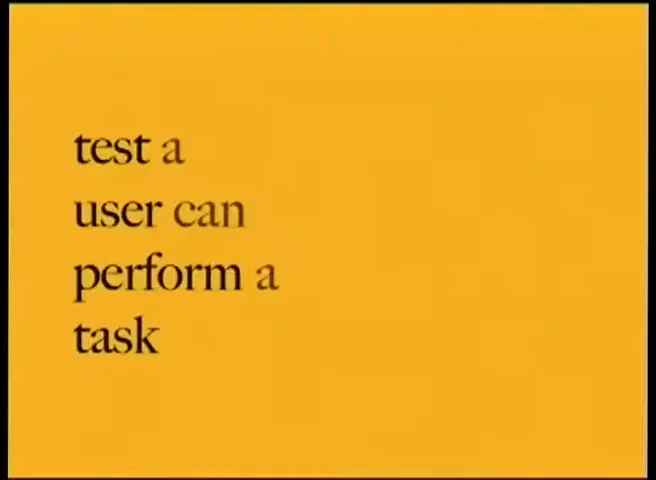 test a
user can
perform a
task